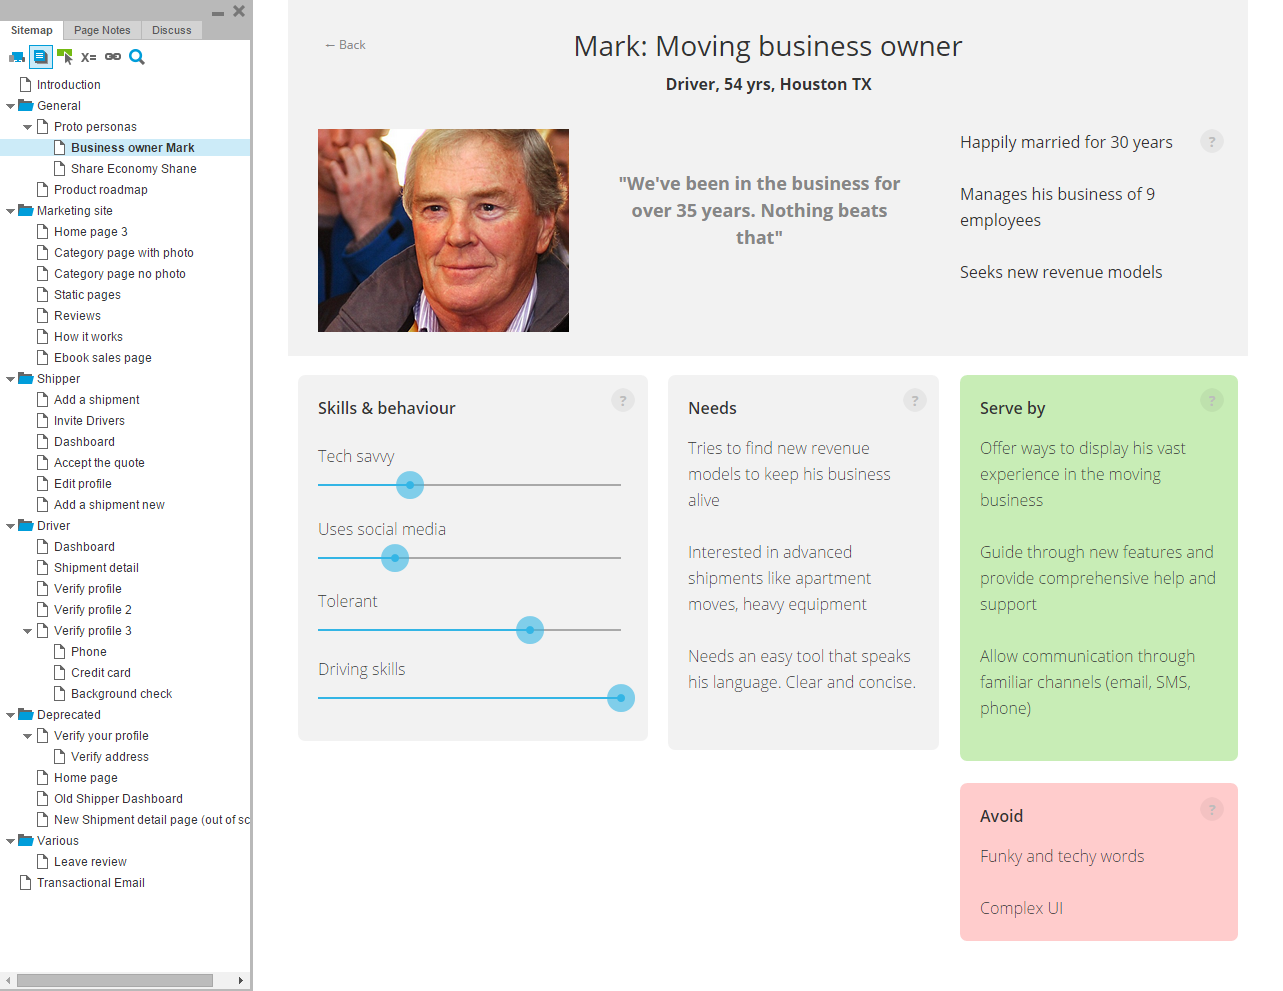 Sitemap
Page Notes
Discuss
X=
Introduction
General
Proto personas
Business owner Mark
Share Economy Shane
Product roadmap
Marketing site
Home page 3
Category page with photo
Category page no photo
Static pages
Reviews
How it works
Ebook sales page
Shipper
Add a shipment
Invite Drivers
Dashboard
Accept the quote
Edit profile
Add a shipment new
Driver
Dashboard
Shipment detail
Verify profile
Verify profile 2
Verify profile 3
Phone
Credit card
Background check
Deprecated
Verify your profile
Verify address
Home page
Old Shipper Dashboard
New Shipment detail page (out of sc
Various
Leave review
Transactional Email
← Back
Mark: Moving business owner
Driver, 54 yrs, Houston TX
"We've been in the business for
over 35 years. Nothing beats
that"
Happily married for 30 years
?
Manages his business of 9
employees
Seeks new revenue models
Skills & behaviour
?
Tech savvy
Uses social media
Tolerant
Driving skills
Needs
?
Tries to find new revenue
models to keep his business
alive
Interested in advanced
shipments like apartment
moves, heavy equipment
Needs an easy tool that speaks
his language. Clear and concise.
Serve by
?
Offer ways to display his vast
experience in the moving
business
Guide through new features and
provide comprehensive help and
support
Allow communication through
familiar channels (email, SMS,
phone)
Avoid
?
Funky and techy words
Complex UI